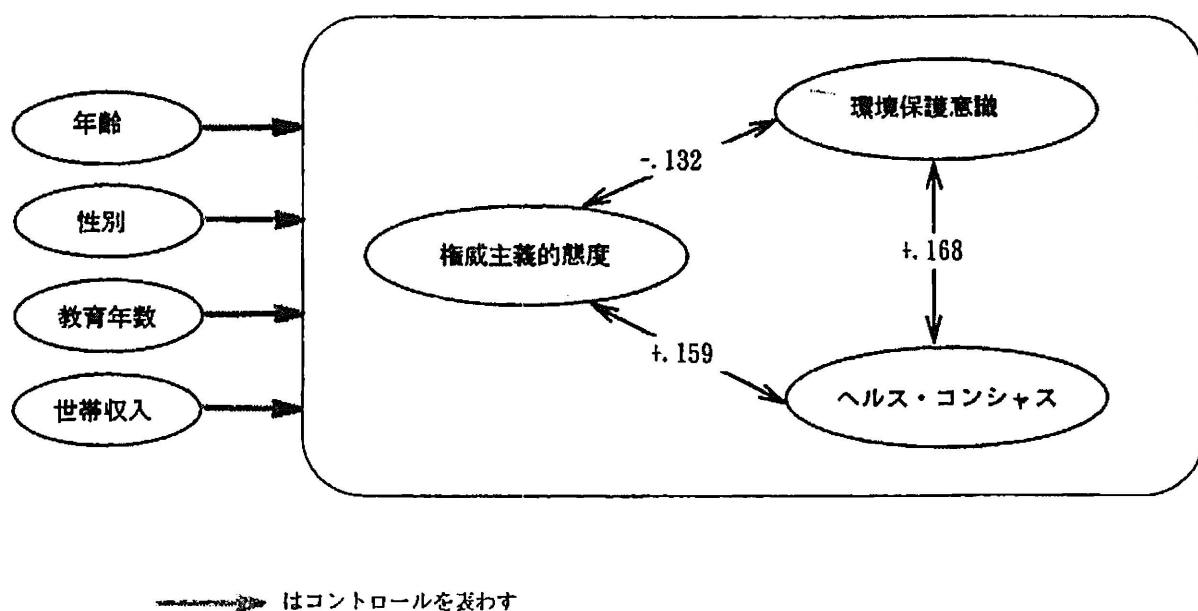 年齢
性別
教育年数
世帯収入
環境保護意識
-.132
権威主義的態度
+.168
+.159
ヘルス・コンシャス
はコントロールを表わす